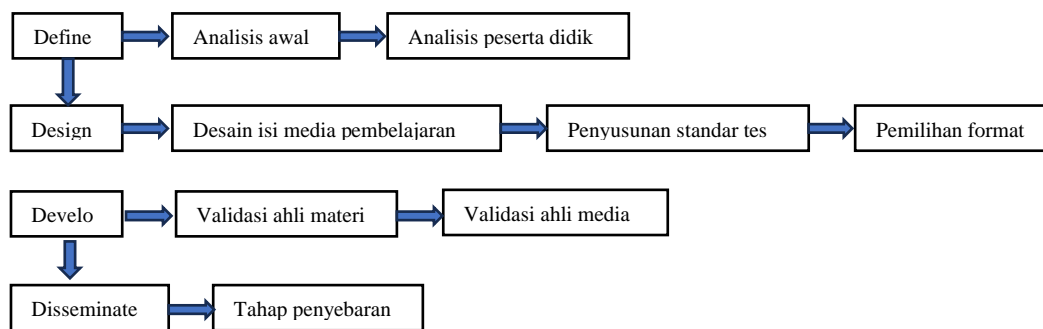 Define
Analisis awal
Analisis peserta didik
Design
Desain isi media pembelajaran
Penyusunan standar tes
Pemilihan format
Develo
Validasi ahli materi
Validasi ahli media
Disseminate
Tahap penyebaran